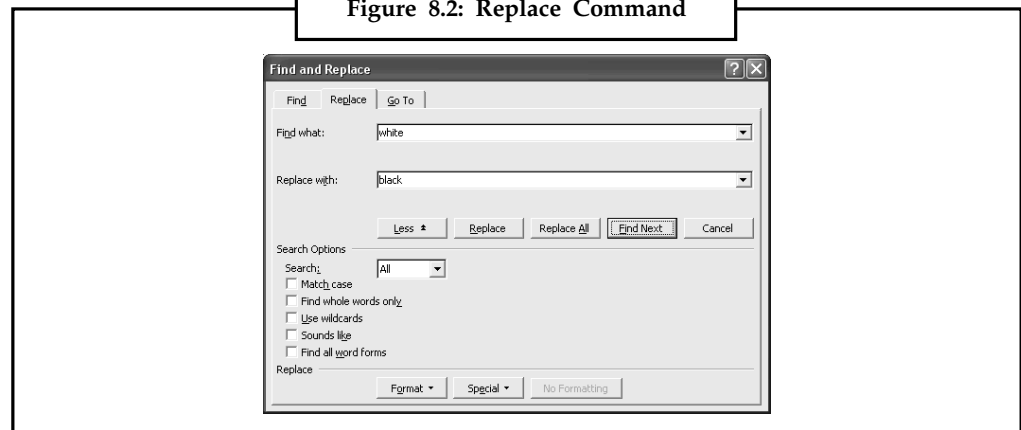 Figure 8.2: Replace Command
Find and Replace
Find Replace Go To
Find what: white
Replace with: black
Less Replace Replace All Find Next Cancel
Search Options
Search: All
Match case
Find whole words only
Use wildcards
Sounds like
Find all word forms
Replace
Format Special No Formatting